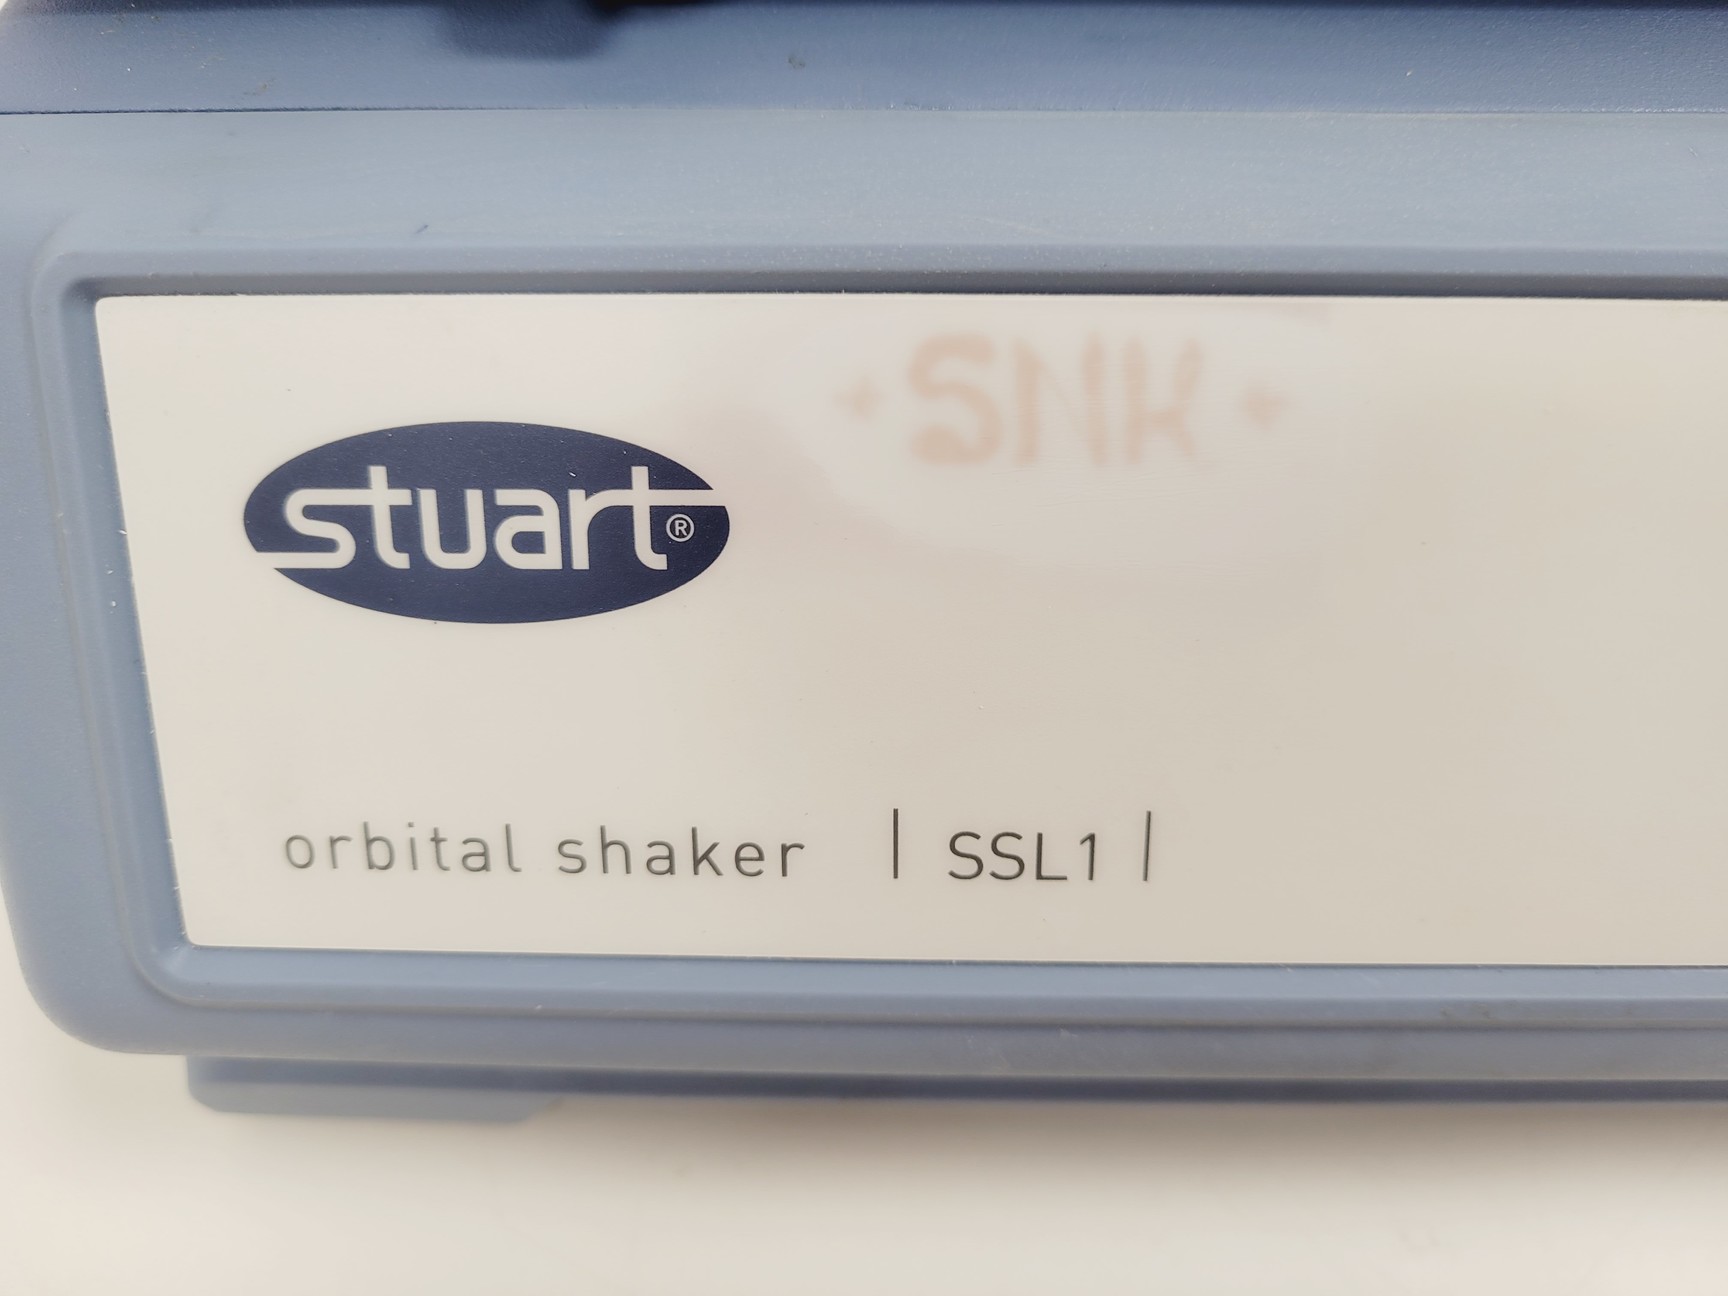 · SNK ·
stuart®
orbital shaker | SSL1 |